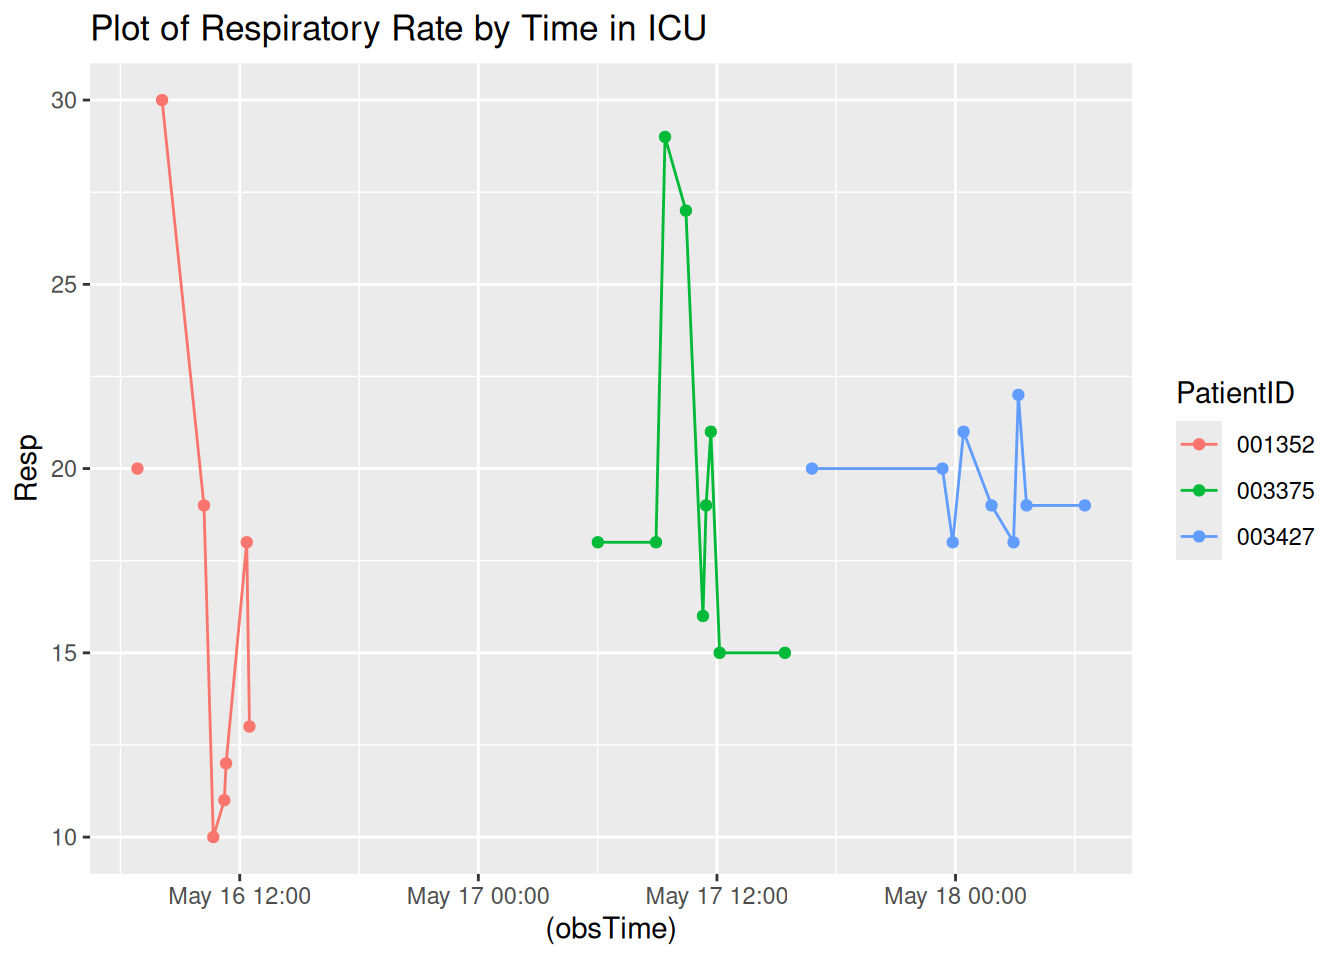 Plot of Respiratory Rate by Time in ICU
30
25
20
15
10
Resp
May 16 12:00
May 17 00:00
May 17 12:00
May 18 00:00
(obsTime)
PatientID
001352
003375
003427